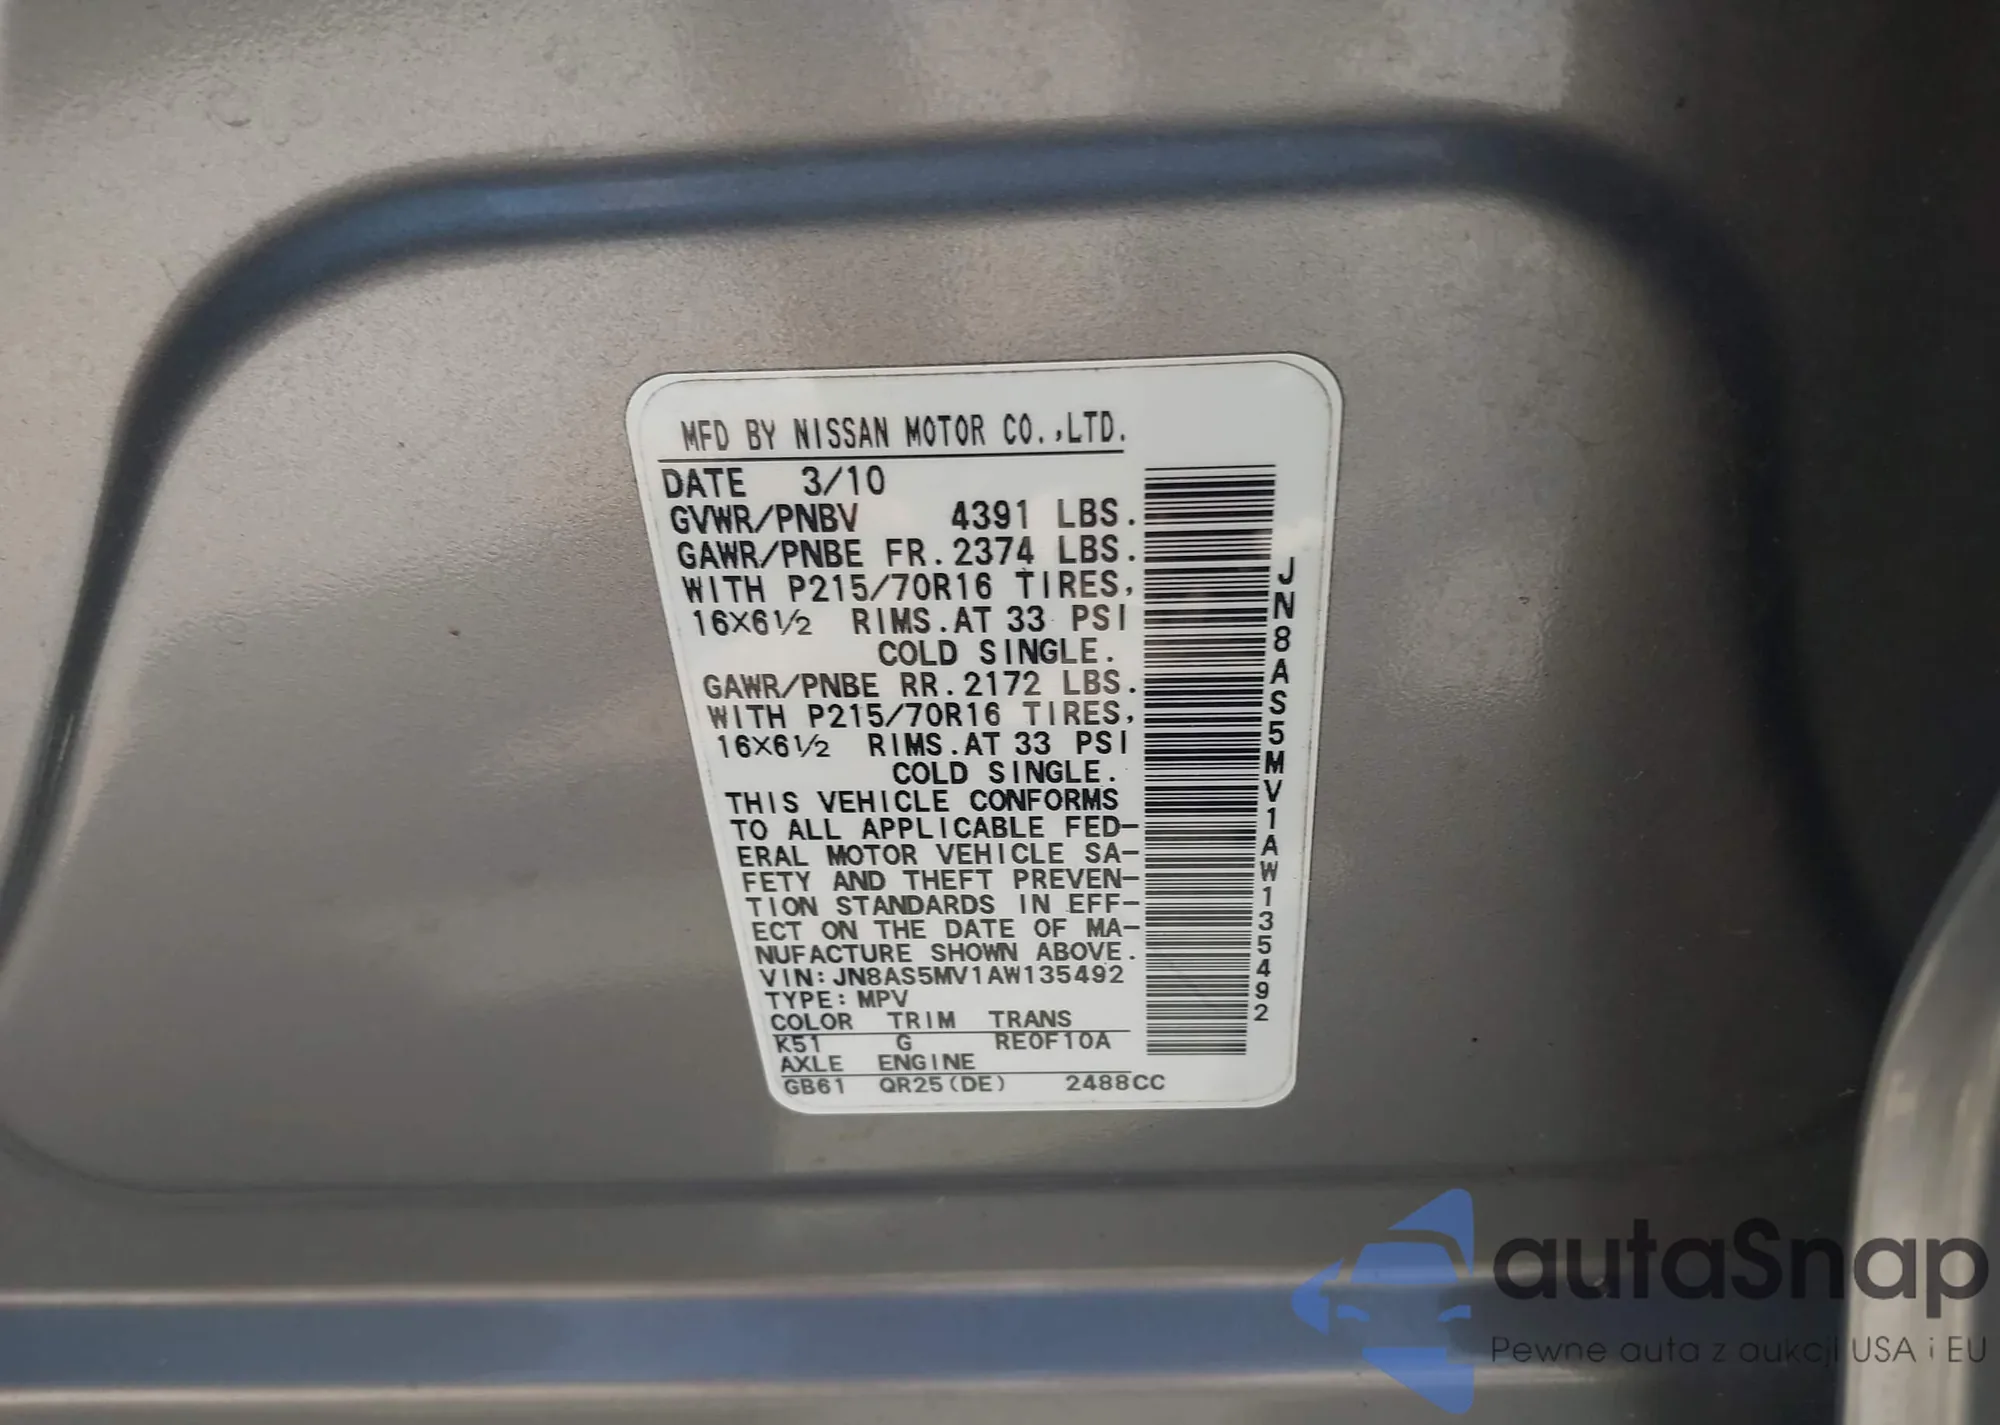 MFD BY NISSAN MOTOR CO.,LTD.
DATE 3/10
GVWR/PNBV 4391 LBS.
GAWR/PNBE FR.2374 LBS.
WITH P215/70R16 TIRES,
16X6½ RIMS.AT 33 PSI
COLD SINGLE.
GAWR/PNBE RR.2172 LBS.
WITH P215/70R16 TIRES,
16X6½ RIMS.AT 33 PSI
COLD SINGLE.
THIS VEHICLE CONFORMS
TO ALL APPLICABLE FED-
ERAL MOTOR VEHICLE SA-
FETY AND THEFT PREVEN-
TION STANDARDS IN EFF-
ECT ON THE DATE OF MA-
NUFACTURE SHOWN ABOVE.
VIN:JN8AS5MV1AW135492
TYPE:MPV
COLOR TRIM TRANS
K51 G RE0F10A
AXLE ENGINE
GB61 QR25(DE) 2488CC
JN8AS5MV1AW135492
autaSnap
Pewne auta z aukcji USA i EU